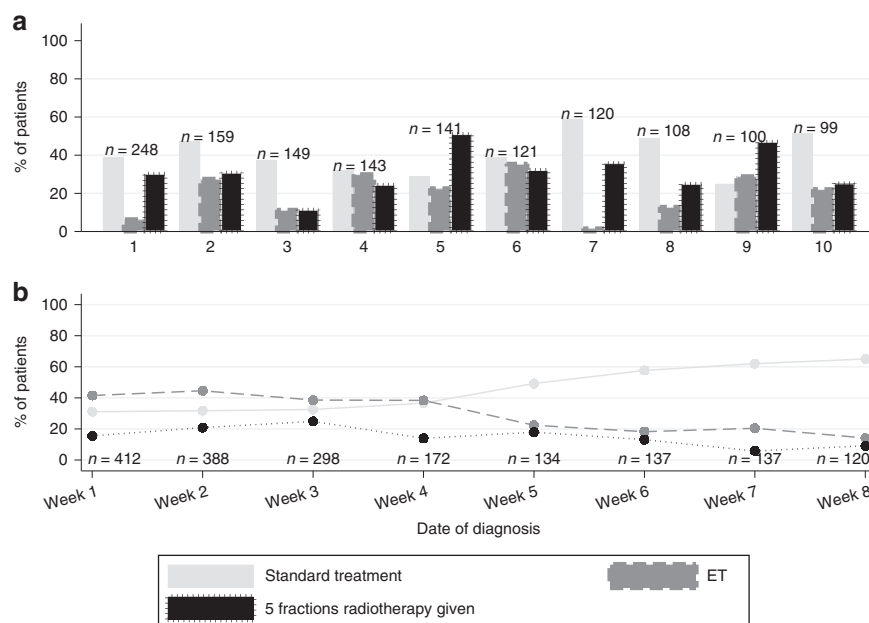 a
100
80
60
40
20
0
% of patients
n = 248
n = 159
n = 149
n = 143
n = 141
n = 121
n = 120
n = 108
n = 100
n = 99
1 2 3 4 5 6 7 8 9 10
b
100
80
60
40
20
0
% of patients
n = 412 n = 388 n = 298 n = 172 n = 134 n = 137 n = 137 n = 120
Week 1 Week 2 Week 3 Week 4 Week 5 Week 6 Week 7 Week 8
Date of diagnosis
Standard treatment ET
5 fractions radiotherapy given